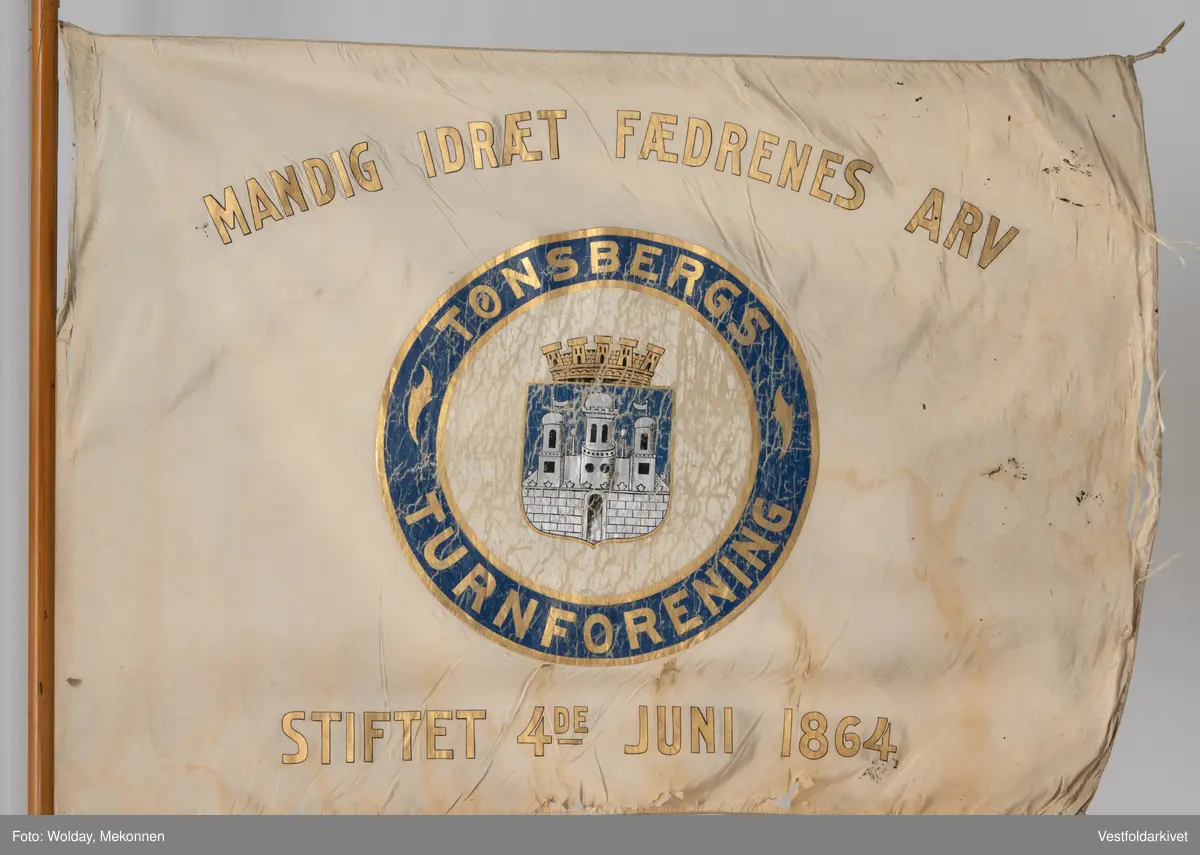 MANDIG IDRÆT FÆDRENES ARV
TØNSBERGS
TURNFORENING
STIFTET 4DE JUNI 1864
Foto: Wolday, Mekonnen
Vestfoldarkivet